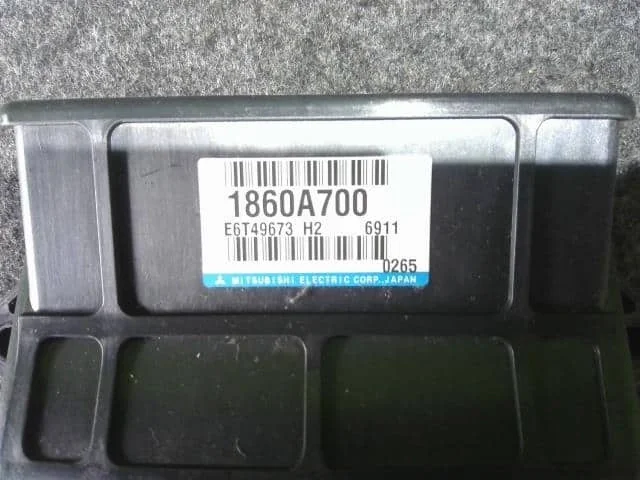 1860A700
E6T49673 H2 6911
0265
MITSUBISHI ELECTRIC CORP.,JAPAN